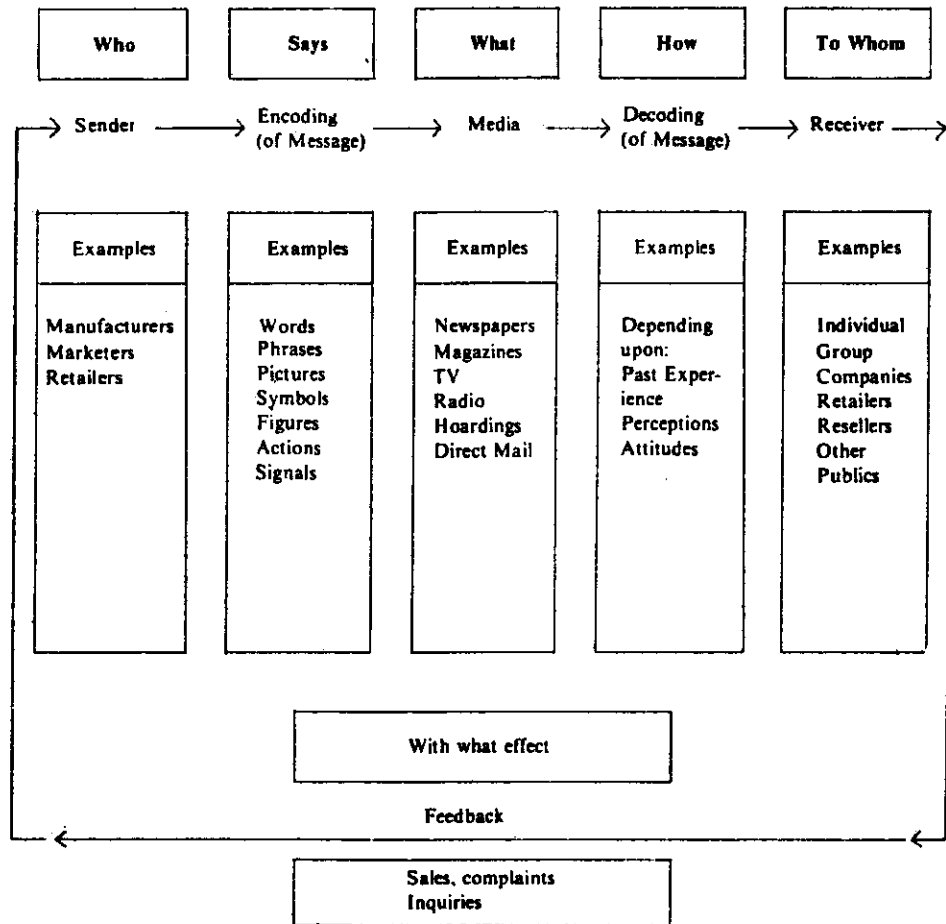 Who
Says
What
How
To Whom
Sender
Encoding
(of Message)
Media
Decoding
(of Message)
Receiver
Examples
Manufacturers
Marketers
Retailers
Examples
Words
Phrases
Pictures
Symbols
Figures
Actions
Signals
Examples
Newspapers
Magazines
TV
Radio
Hoardings
Direct Mail
Examples
Depending
upon:
Past Exper-
ience
Perceptions
Attitudes
Examples
Individual
Group
Companies
Retailers
Resellers
Other
Publics
With what effect
Feedback
Sales, complaints
Inquiries